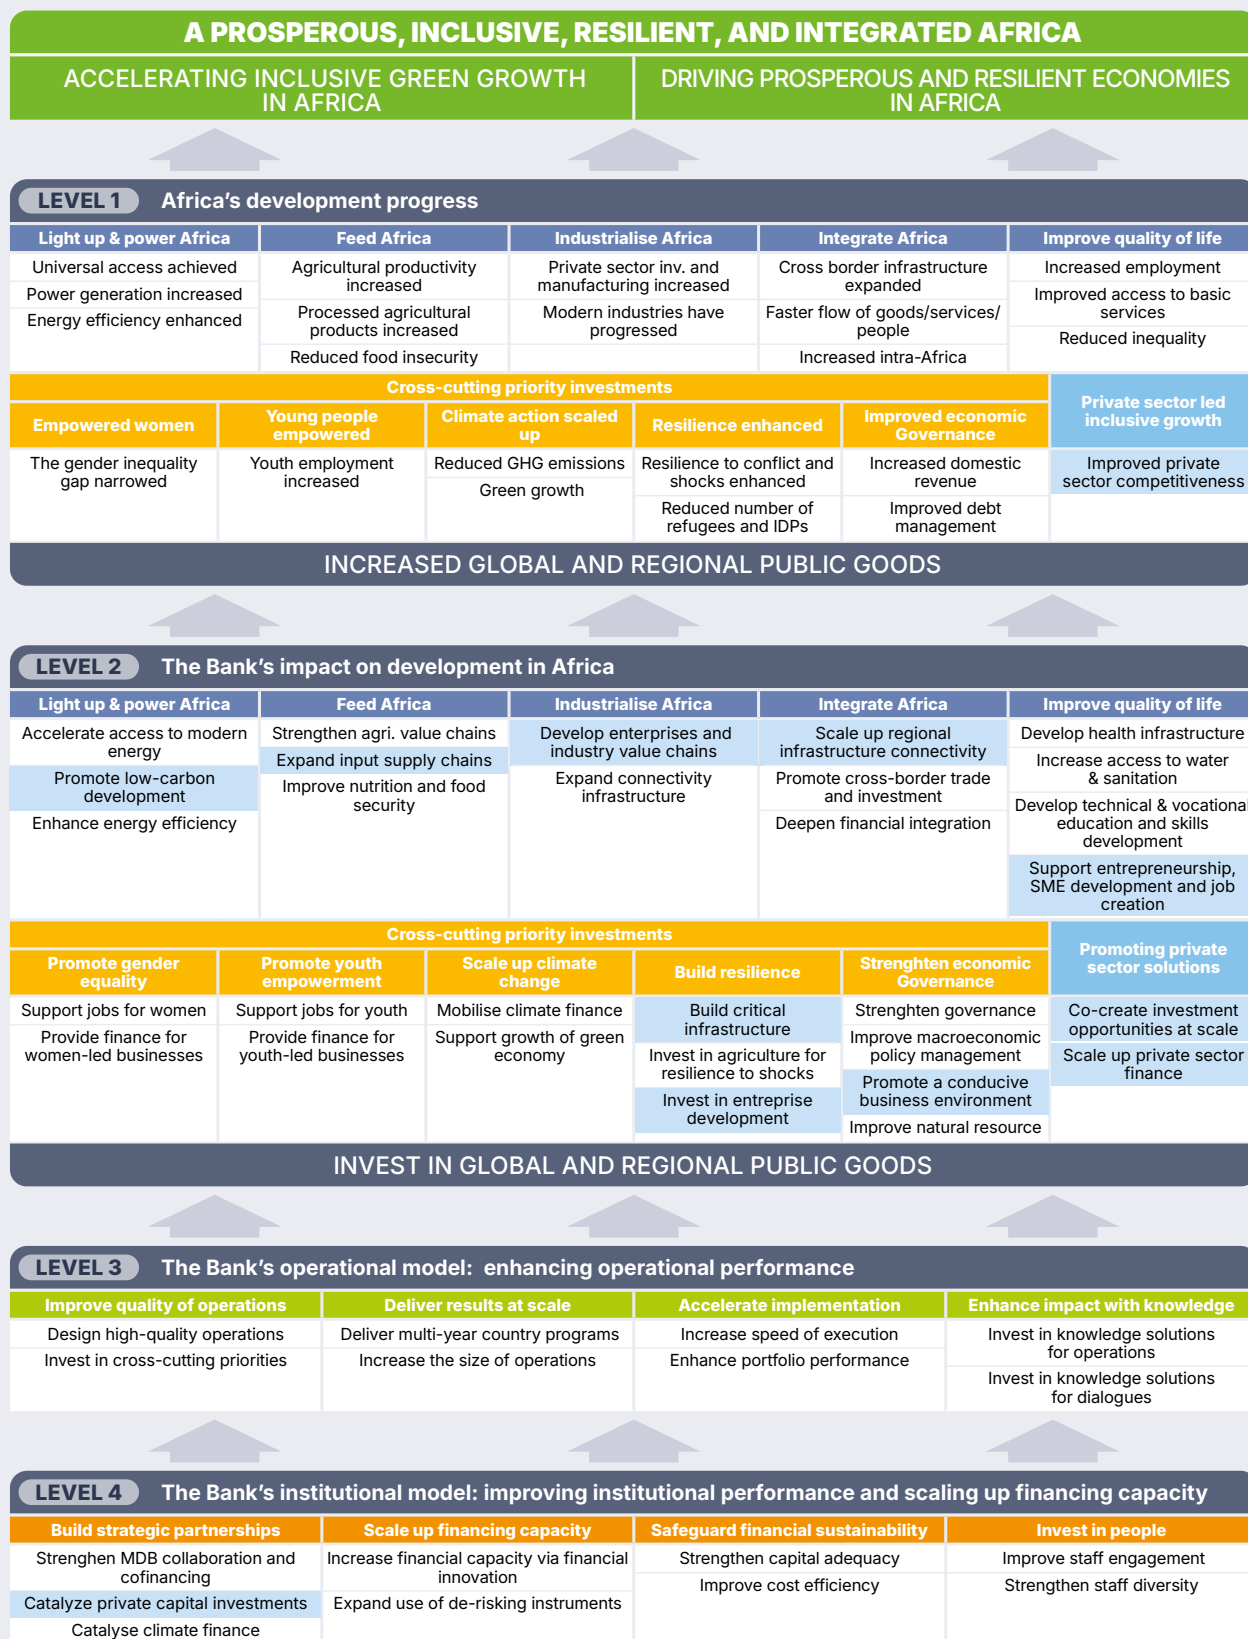 A PROSPEROUS, INCLUSIVE, RESILIENT, AND INTEGRATED AFRICA
ACCELERATING INCLUSIVE GREEN GROWTH
IN AFRICA
DRIVING PROSPEROUS AND RESILIENT ECONOMIES
IN AFRICA
LEVEL 1 Africa's development progress
Light up & power Africa
Universal access achieved
Power generation increased
Energy efficiency enhanced
Feed Africa
Agricultural productivity
increased
Processed agricultural
products increased
Reduced food insecurity
Industrialise Africa
Private sector inv. and
manufacturing increased
Modern industries have
progressed
Integrate Africa
Cross border infrastructure
expanded
Faster flow of goods/services/
people
Increased intra-Africa
Improve quality of life
Increased employment
Improved access to basic
services
Reduced inequality
Cross-cutting priority investments
Empowered women
The gender inequality
gap narrowed
Young people
empowered
Youth employment
increased
Climate action scaled
up
Reduced GHG emissions
Green growth
Resilience enhanced
Resilience to conflict and
shocks enhanced
Reduced number of
refugees and IDPs
Improved economic
Governance
Increased domestic
revenue
Improved debt
management
Private sector led
inclusive growth
Improved private
sector competitiveness
INCREASED GLOBAL AND REGIONAL PUBLIC GOODS
LEVEL 2 The Bank's impact on development in Africa
Light up & power Africa
Accelerate access to modern
energy
Promote low-carbon
development
Enhance energy efficiency
Feed Africa
Strengthen agri. value chains
Expand input supply chains
Improve nutrition and food
security
Industrialise Africa
Develop enterprises and
industry value chains
Expand connectivity
infrastructure
Integrate Africa
Scale up regional
infrastructure connectivity
Promote cross-border trade
and investment
Deepen financial integration
Improve quality of life
Develop health infrastructure
Increase access to water
& sanitation
Develop technical & vocational
education and skills
development
Support entrepreneurship,
SME development and job
creation
Cross-cutting priority investments
Promote gender
equality
Support jobs for women
Provide finance for
women-led businesses
Promote youth
empowerment
Support jobs for youth
Provide finance for
youth-led businesses
Scale up climate
change
Mobilise climate finance
Support growth of green
economy
Build resilience
Build critical
infrastructure
Invest in agriculture for
resilience to shocks
Invest in entreprise
development
Strenghten economic
Governance
Strenghten governance
Improve macroeconomic
policy management
Promote a conducive
business environment
Improve natural resource
Promoting private
sector solutions
Co-create investment
opportunities at scale
Scale up private sector
finance
INVEST IN GLOBAL AND REGIONAL PUBLIC GOODS
LEVEL 3 The Bank's operational model: enhancing operational performance
Improve quality of operations
Design high-quality operations
Invest in cross-cutting priorities
Deliver results at scale
Deliver multi-year country programs
Increase the size of operations
Accelerate implementation
Increase speed of execution
Enhance portfolio performance
Enhance impact with knowledge
Invest in knowledge solutions
for operations
Invest in knowledge solutions
for dialogues
LEVEL 4 The Bank's institutional model: improving institutional performance and scaling up financing capacity
Build strategic partnerships
Strenghen MDB collaboration and
cofinancing
Catalyze private capital investments
Catalyse climate finance
Scale up financing capacity
Increase financial capacity via financial
innovation
Expand use of de-risking instruments
Safeguard financial sustainability
Strengthen capital adequacy
Improve cost efficiency
Invest in people
Improve staff engagement
Strengthen staff diversity